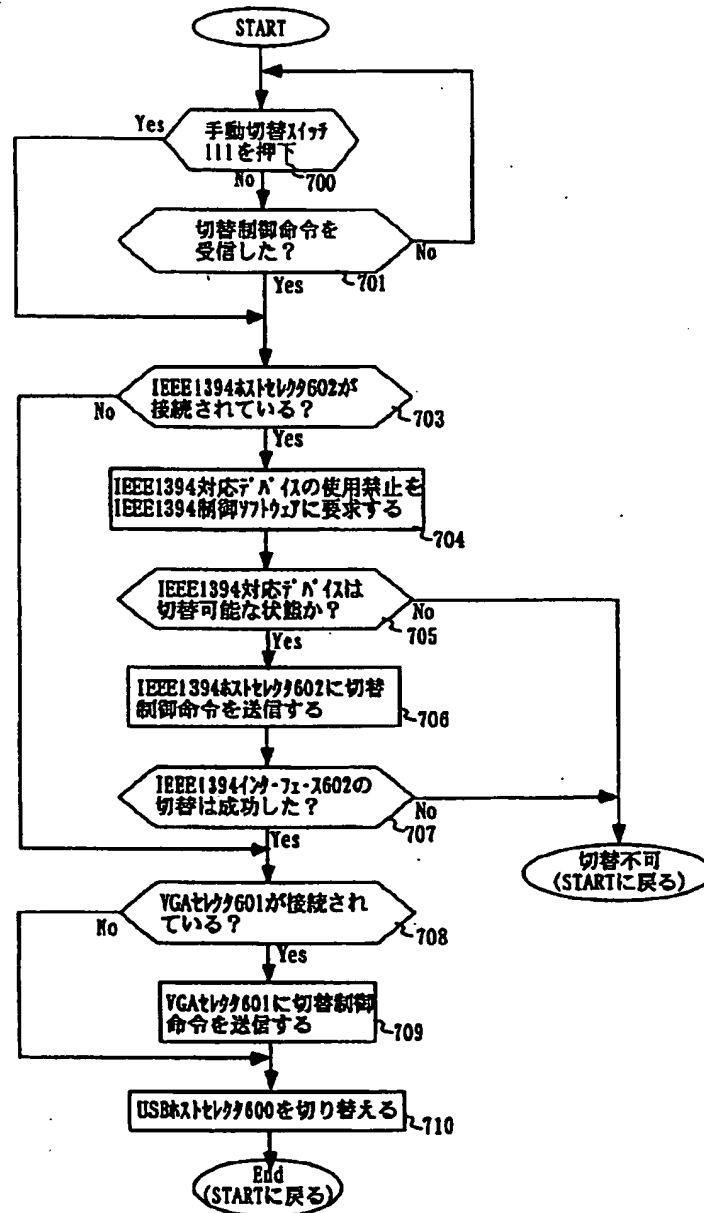 START
Yes
手動切替スイッチ
111を押下
700
No
切替制御命令を
受信した？
No
701
Yes
IEEE1394ホストセレクタ602が
接続されている？
No
703
Yes
IEEE1394対応デバイスの使用禁止を
IEEE1394制御ソフトウェアに要求する
704
IEEE1394対応デバイスは
切替可能な状態か？
No
705
Yes
IEEE1394ホストセレクタ602に切替
制御命令を送信する
706
IEEE1394インターフェース602の
切替は成功した？
No
707
Yes
切替不可
(STARTに戻る)
VGAセレクタ601が接続され
ている？
No
708
Yes
VGAセレクタ601に切替制御
命令を送信する
709
USBホストセレクタ600を切り替える
710
End
(STARTに戻る)